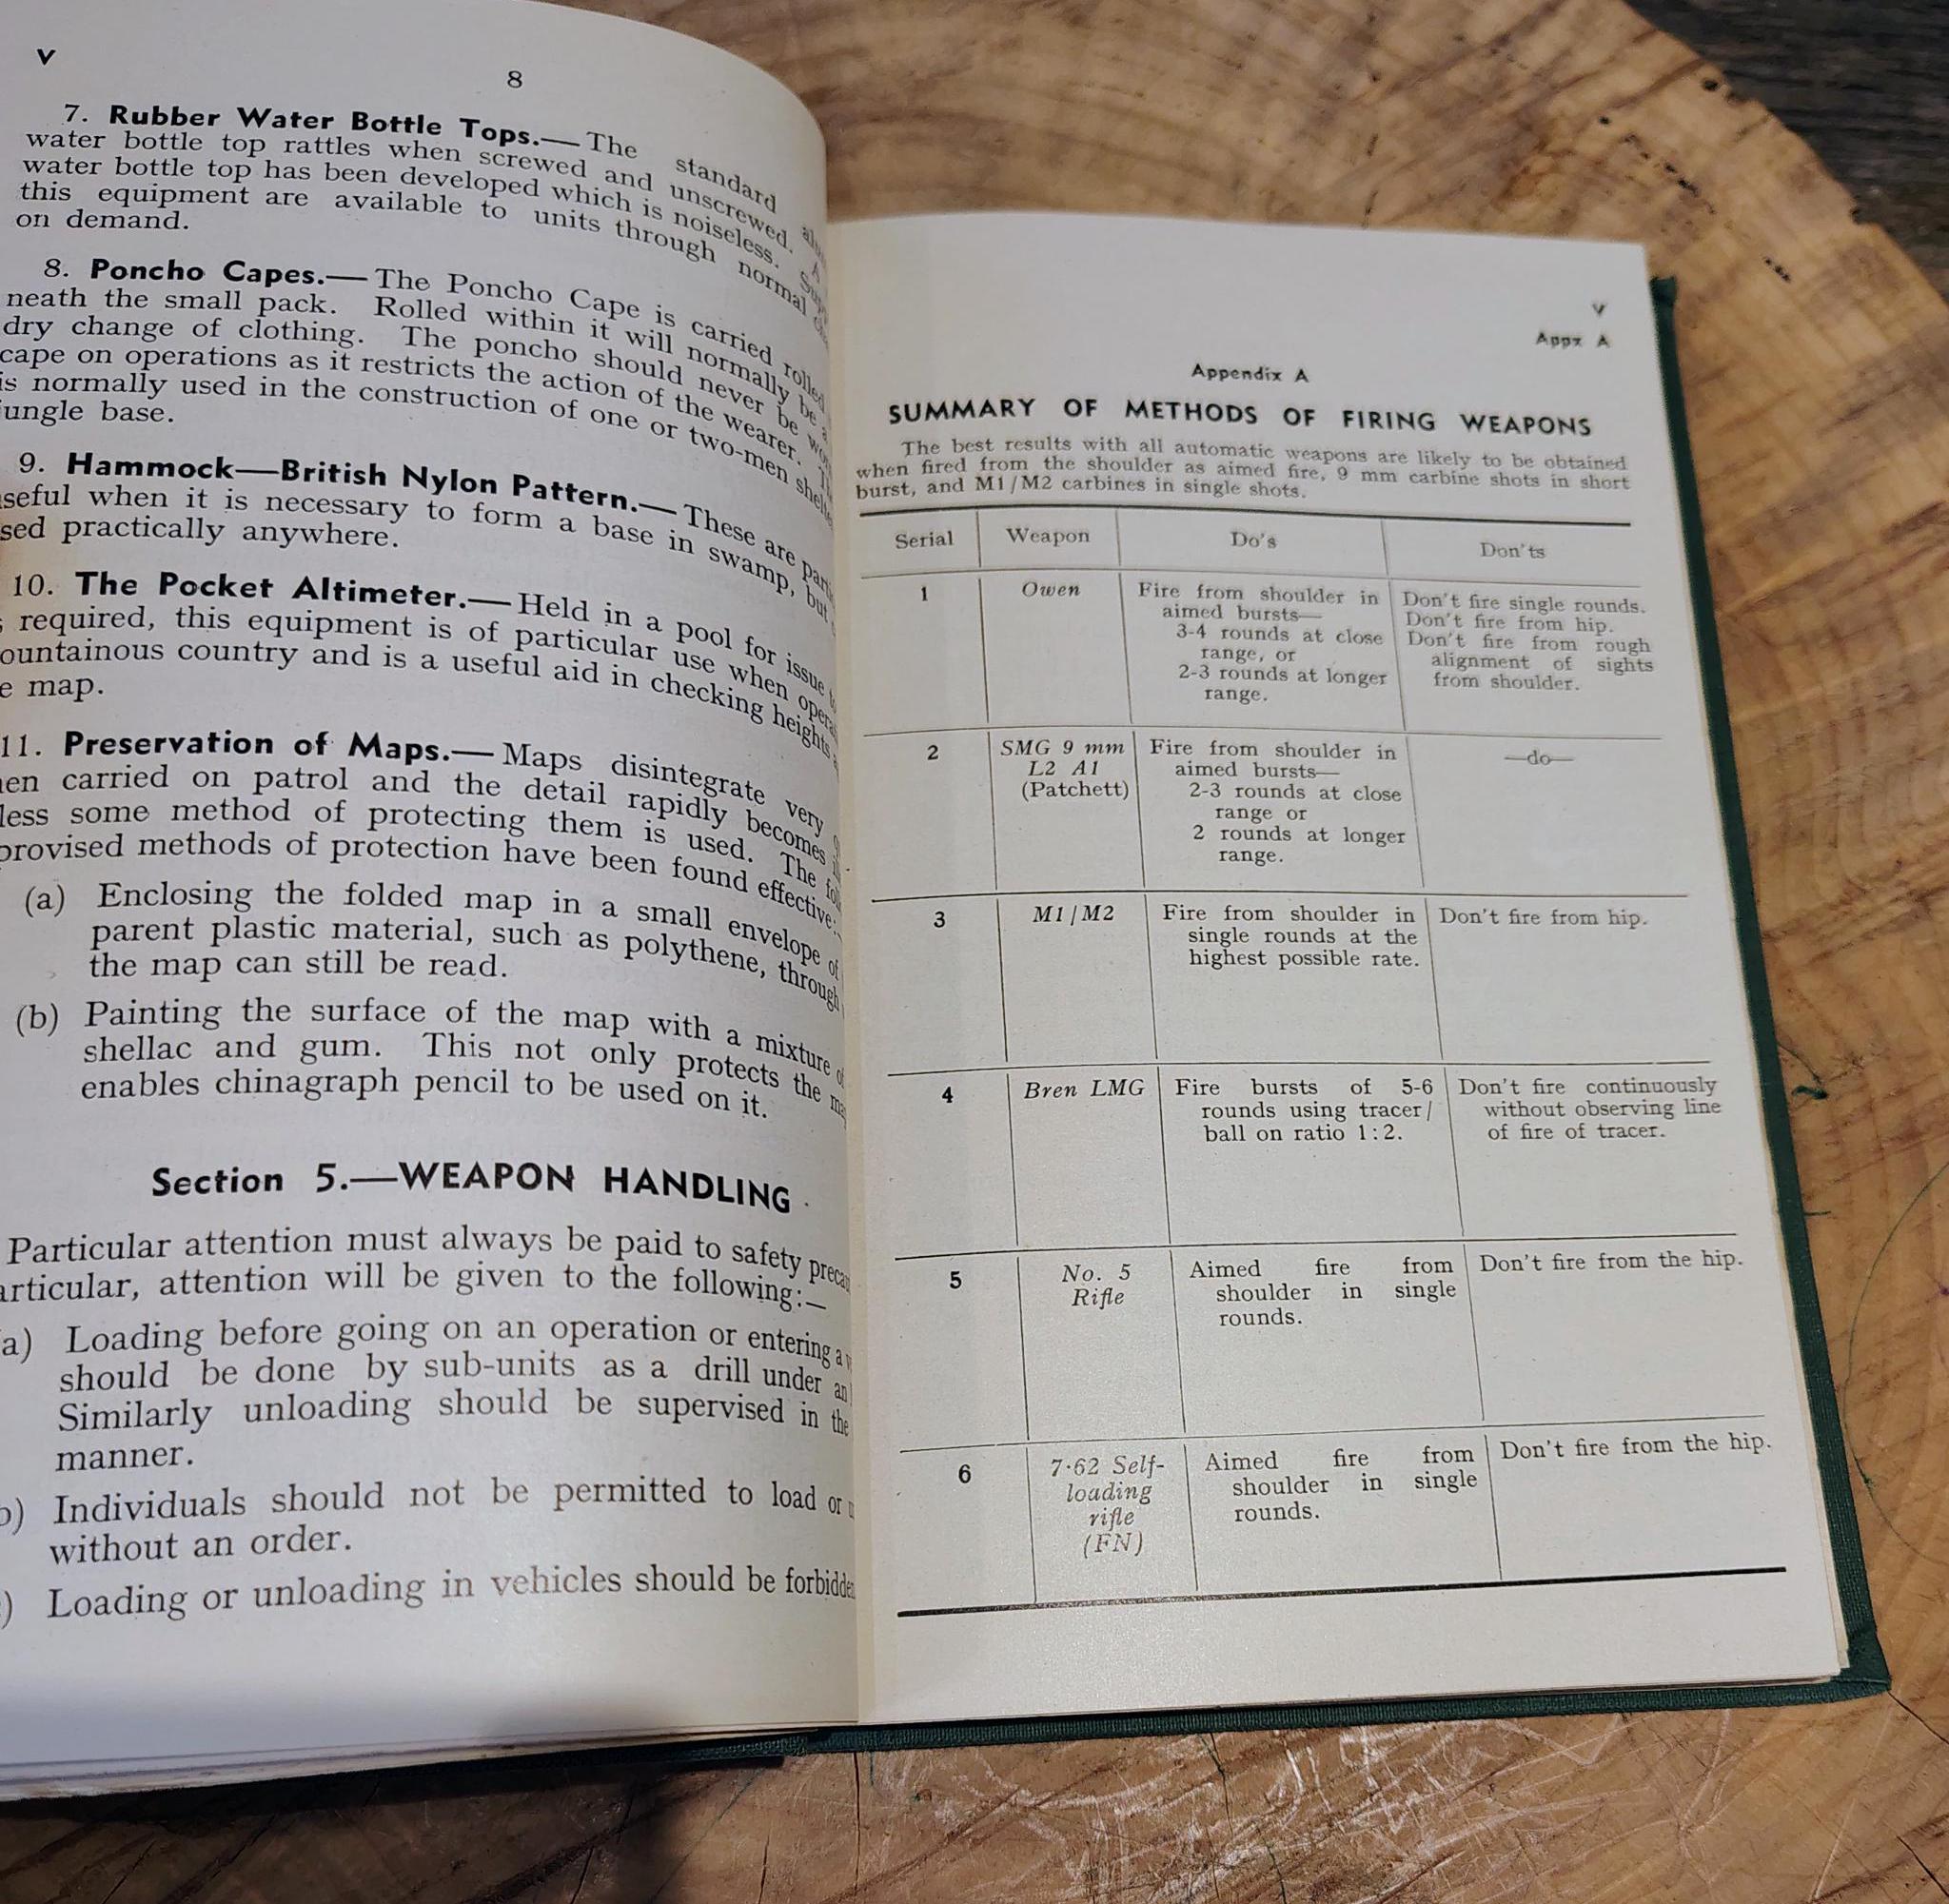 v
8
7. Rubber Water Bottle Tops.—The standard
water bottle top rattles when screwed and unscrewed. A
water bottle top has been developed which is noiseless.
this equipment are available to units through normal
on demand.
8. Poncho Capes.—The Poncho Cape is carried rolled
neath the small pack. Rolled within it will normally be a
dry change of clothing. The poncho should never be
cape on operations as it restricts the action of the wearer.
is normally used in the construction of one or two-men
ungle base.
9. Hammock—British Nylon Pattern.—These are
seful when it is necessary to form a base in swamp, but
sed practically anywhere.
10. The Pocket Altimeter.—Held in a pool for issue
required, this equipment is of particular use when
ountainous country and is a useful aid in checking heights
e map.
11. Preservation of Maps.—Maps disintegrate very
en carried on patrol and the detail rapidly becomes
less some method of protecting them is used. The
provised methods of protection have been found effective:
(a) Enclosing the folded map in a small envelope of
parent plastic material, such as polythene, through
the map can still be read.
(b) Painting the surface of the map with a mixture of
shellac and gum. This not only protects the
enables chinagraph pencil to be used on it.
Section 5.—WEAPON HANDLING
Particular attention must always be paid to safety
articular, attention will be given to the following:—
a) Loading before going on an operation or entering a
should be done by sub-units as a drill under an
Similarly unloading should be supervised in the
manner.
) Individuals should not be permitted to load or
without an order.
) Loading or unloading in vehicles should be
v
Appx A
Appendix A
SUMMARY OF METHODS OF FIRING WEAPONS
The best results with all automatic weapons are likely to be obtained
when fired from the shoulder as aimed fire, 9 mm carbine shots in short
burst, and M1/M2 carbines in single shots.
Serial Weapon Do's Don'ts
1 Owen Fire from shoulder in Don't fire single rounds.
aimed bursts— Don't fire from hip.
3-4 rounds at close Don't fire from rough
range, or alignment of sights
2-3 rounds at longer from shoulder.
range.
2 SMG 9 mm Fire from shoulder in —do—
L2 A1 aimed bursts—
(Patchett) 2-3 rounds at close
range or
2 rounds at longer
range.
3 M1/M2 Fire from shoulder in Don't fire from hip.
single rounds at the
highest possible rate.
4 Bren LMG Fire bursts of 5-6 Don't fire continuously
rounds using tracer/ without observing line
ball on ratio 1:2. of fire of tracer.
5 No. 5 Aimed fire from Don't fire from the hip.
Rifle shoulder in single
rounds.
6 7·62 Self- Aimed fire from Don't fire from the hip.
loading shoulder in single
rifle rounds.
(FN)